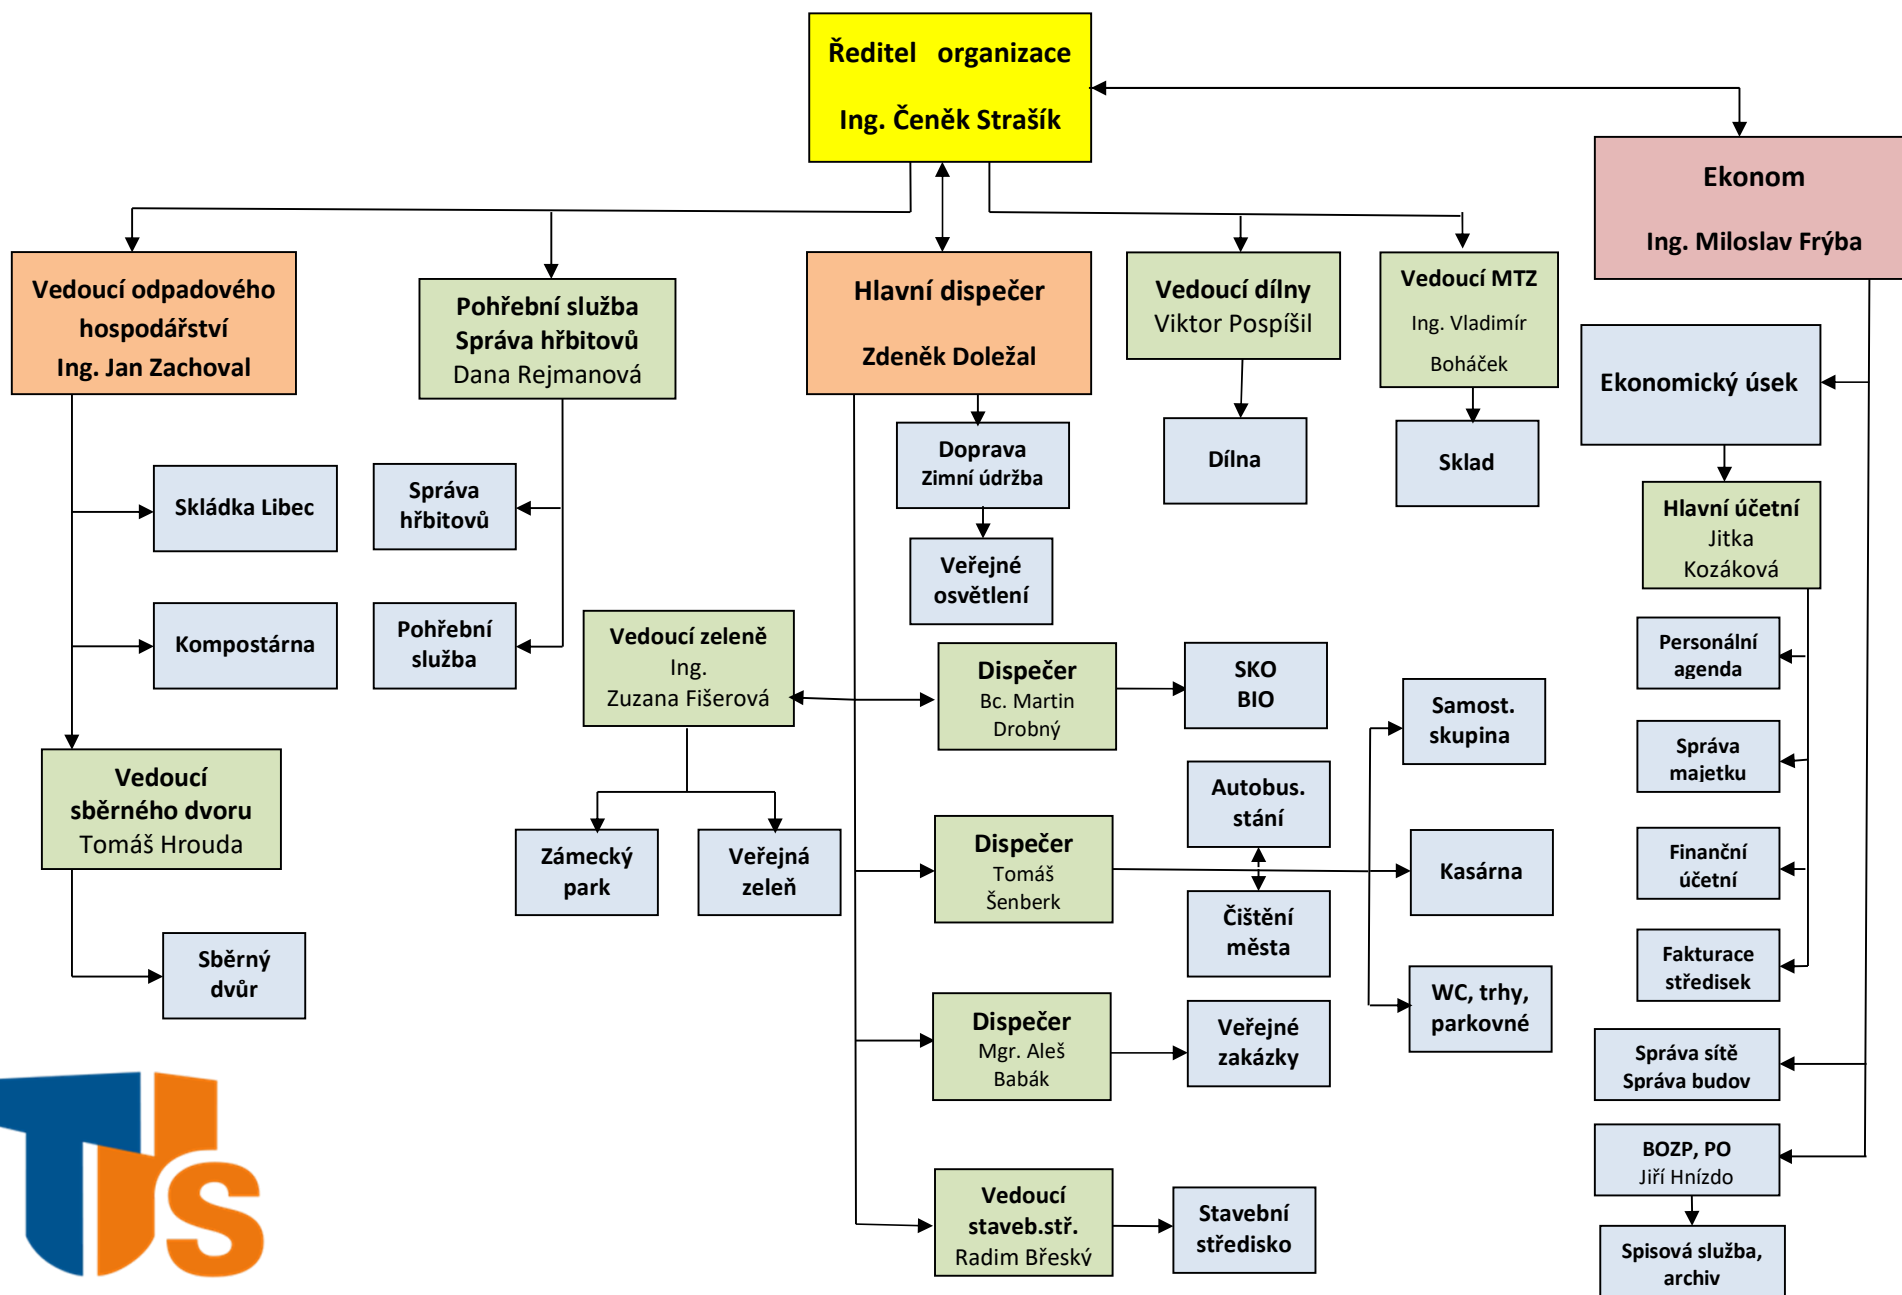 Ředitel organizace
Ing. Čeněk Strašík
Ekonom
Ing. Miloslav Frýba
Vedoucí odpadového
hospodářství
Ing. Jan Zachoval
Pohřební služba
Správa hřbitovů
Dana Rejmanová
Hlavní dispečer
Zdeněk Doležal
Vedoucí dílny
Viktor Pospíšil
Vedoucí MTZ
Ing. Vladimír
Boháček
Ekonomický úsek
Doprava
Zimní údržba
Dílna
Sklad
Skládka Libec
Správa
hřbitovů
Hlavní účetní
Jitka
Kozáková
Veřejné
osvětlení
Kompostárna
Pohřební
služba
Vedoucí zeleně
Ing.
Zuzana Fišerová
Dispečer
Bc. Martin
Drobný
SKO
BIO
Samost.
skupina
Personální
agenda
Vedoucí
sběrného dvoru
Tomáš Hrouda
Zámecký
park
Veřejná
zeleň
Dispečer
Tomáš
Šenberk
Autobus.
stání
Čištění
města
Kasárna
WC, trhy,
parkovné
Správa
majetku
Finanční
účetní
Fakturace
středisek
Sběrný
dvůr
Dispečer
Mgr. Aleš
Babák
Veřejné
zakázky
Správa sítě
Správa budov
BOZP, PO
Jiří Hnízdo
Vedoucí
staveb.stř.
Radim Břeský
Stavební
středisko
Spisová služba,
archiv
TS